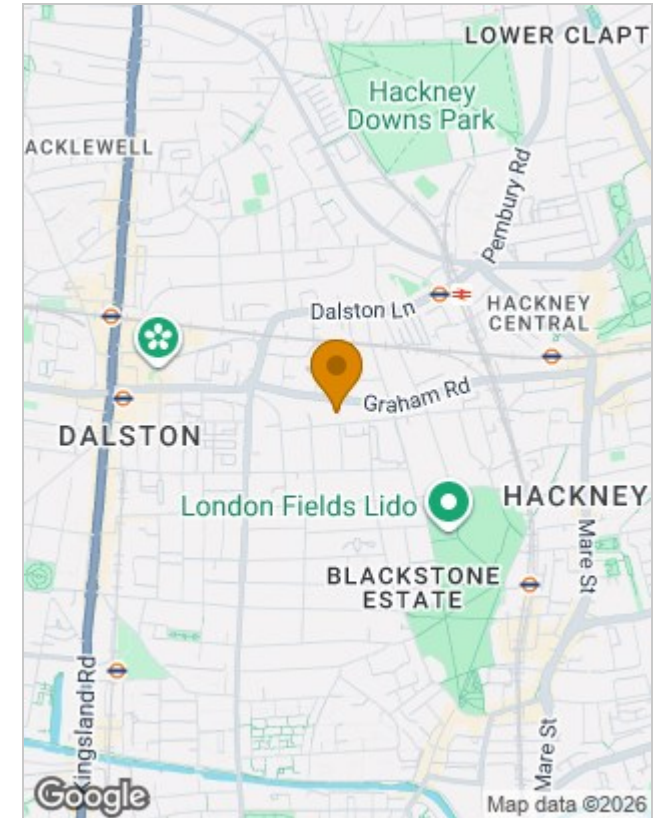 LOWER CLAPT
Hackney
Downs Park
ACKLEWELL
Pembury Rd
Dalston Ln
HACKNEY
CENTRAL
Graham Rd
DALSTON
London Fields Lido
HACKNEY
BLACKSTONE
ESTATE
Mare St
Kingsland Rd
Mare St
Google
Map data ©2026